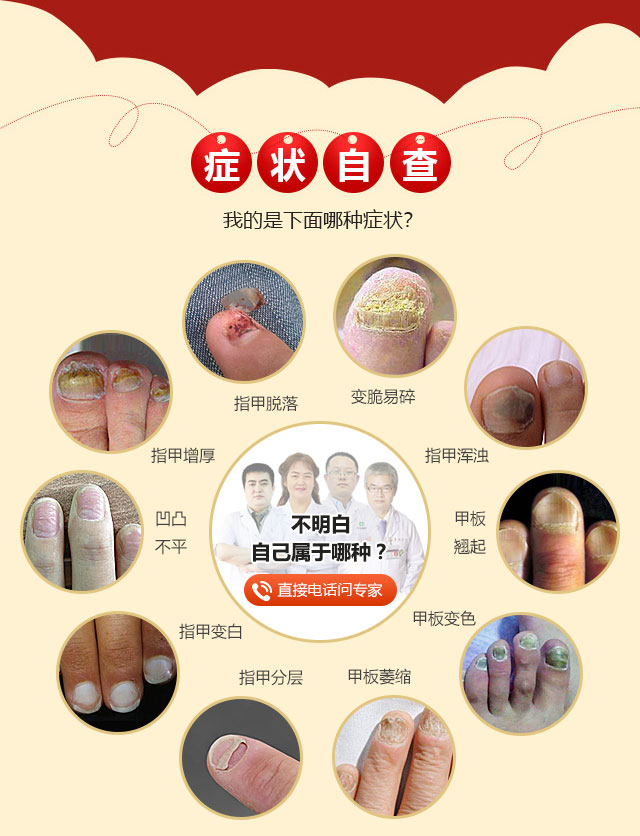 症状自查
我的是下面哪种症状?
指甲脱落
变脆易碎
指甲增厚
指甲浑浊
凹凸
不平
不明白
自己属于哪种？
直接电话问专家
甲板
翘起
指甲变白
甲板变色
指甲分层
甲板萎缩